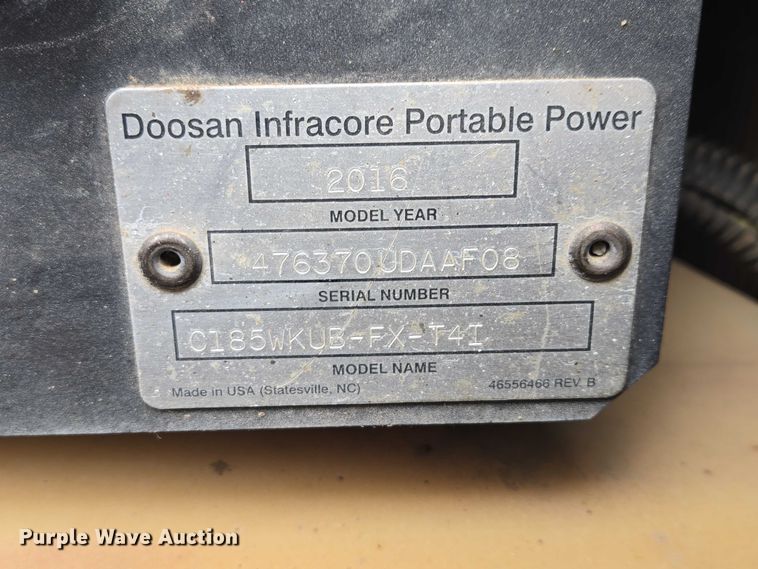 Doosan Infracore Portable Power
2016
MODEL YEAR
476370UDAAF08
SERIAL NUMBER
C185WKUB-FX-T4I
MODEL NAME
Made in USA (Statesville, NC)
46556466 REV. B
Purple Wave Auction